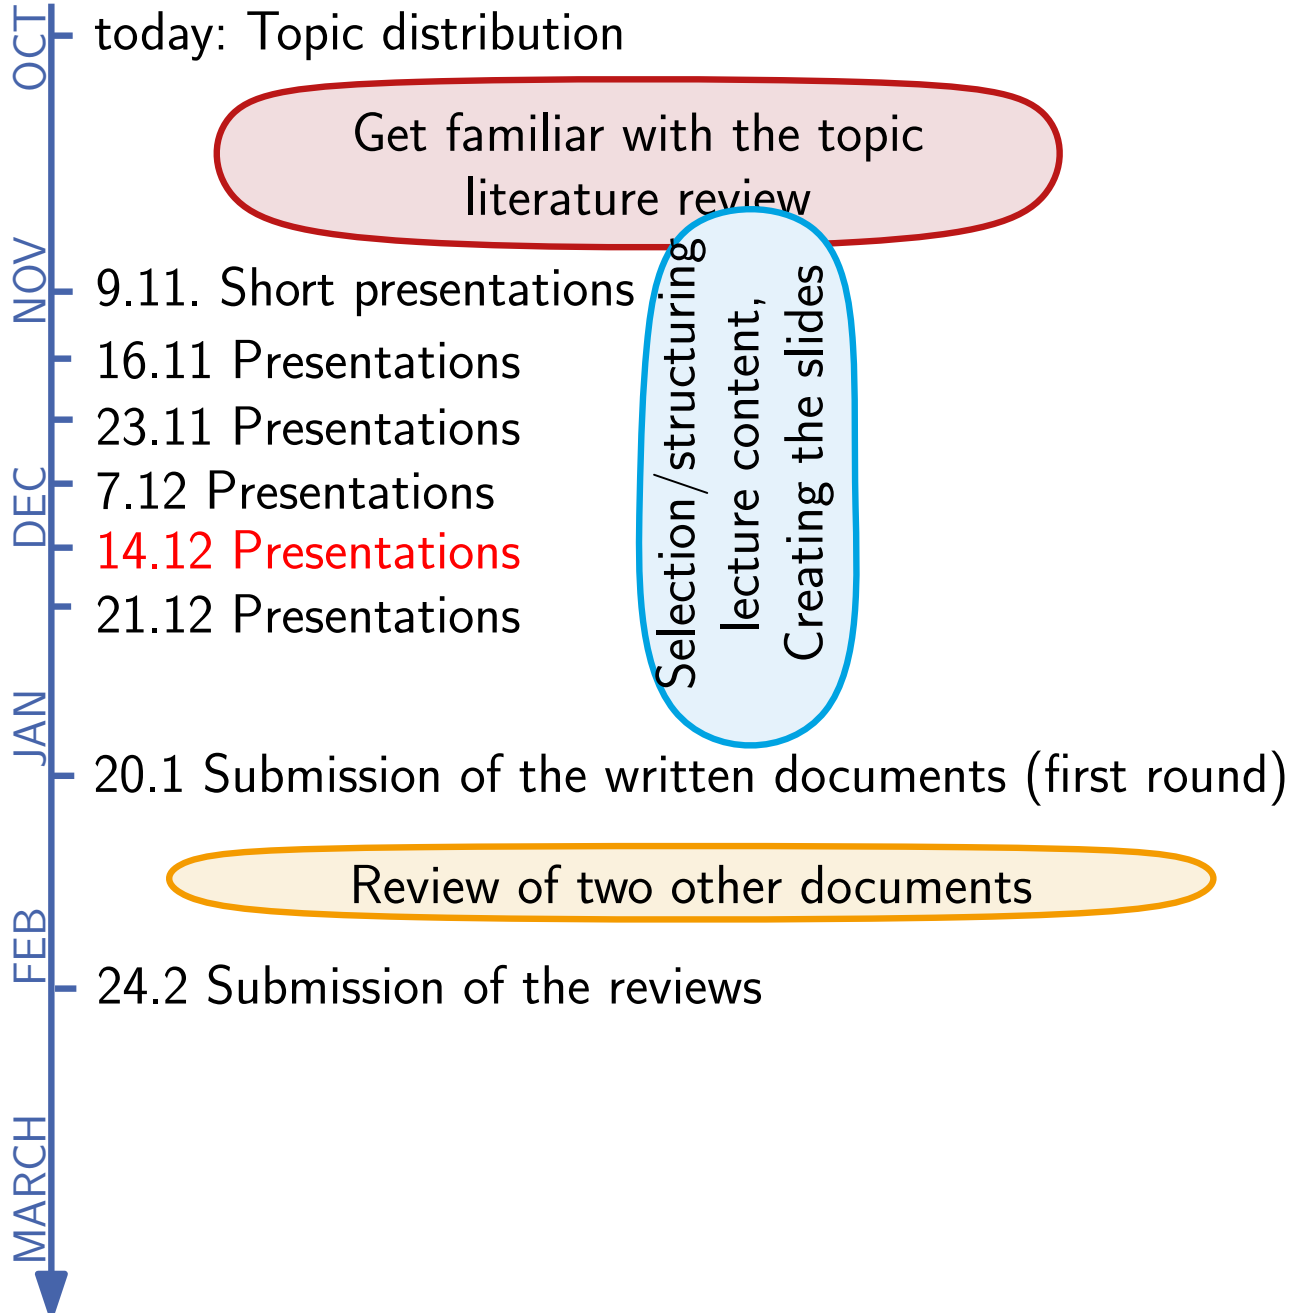 OCT
today: Topic distribution
Get familiar with the topic
literature review
NOV
9.11. Short presentations
16.11 Presentations
23.11 Presentations
DEC
7.12 Presentations
14.12 Presentations
21.12 Presentations
Selection/structuring
lecture content,
Creating the slides
JAN
20.1 Submission of the written documents (first round)
Review of two other documents
FEB
24.2 Submission of the reviews
MARCH